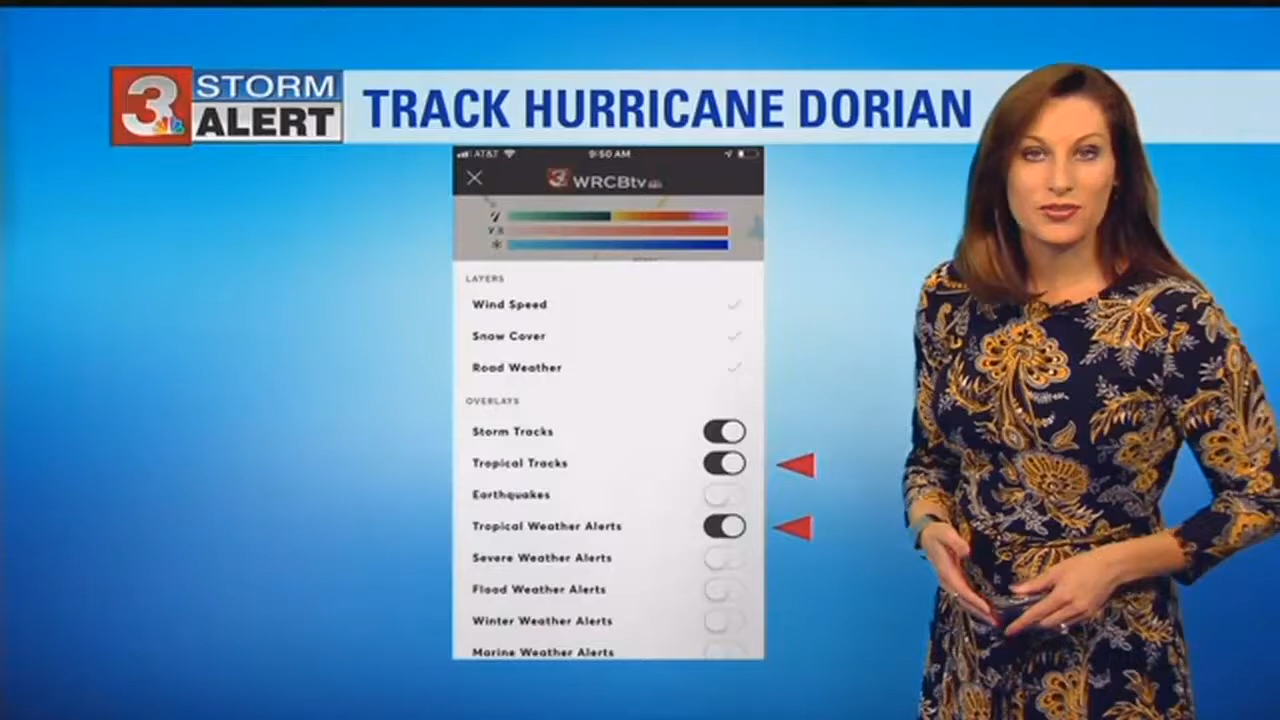 3 STORM ALERT
TRACK HURRICANE DORIAN
AT&T 9:50 AM
3 WRCBtv
LAYERS
Wind Speed
Snow Cover
Road Weather
OVERLAYS
Storm Tracks
Tropical Tracks
Earthquakes
Tropical Weather Alerts
Severe Weather Alerts
Flood Weather Alerts
Winter Weather Alerts
Marine Weather Alerts